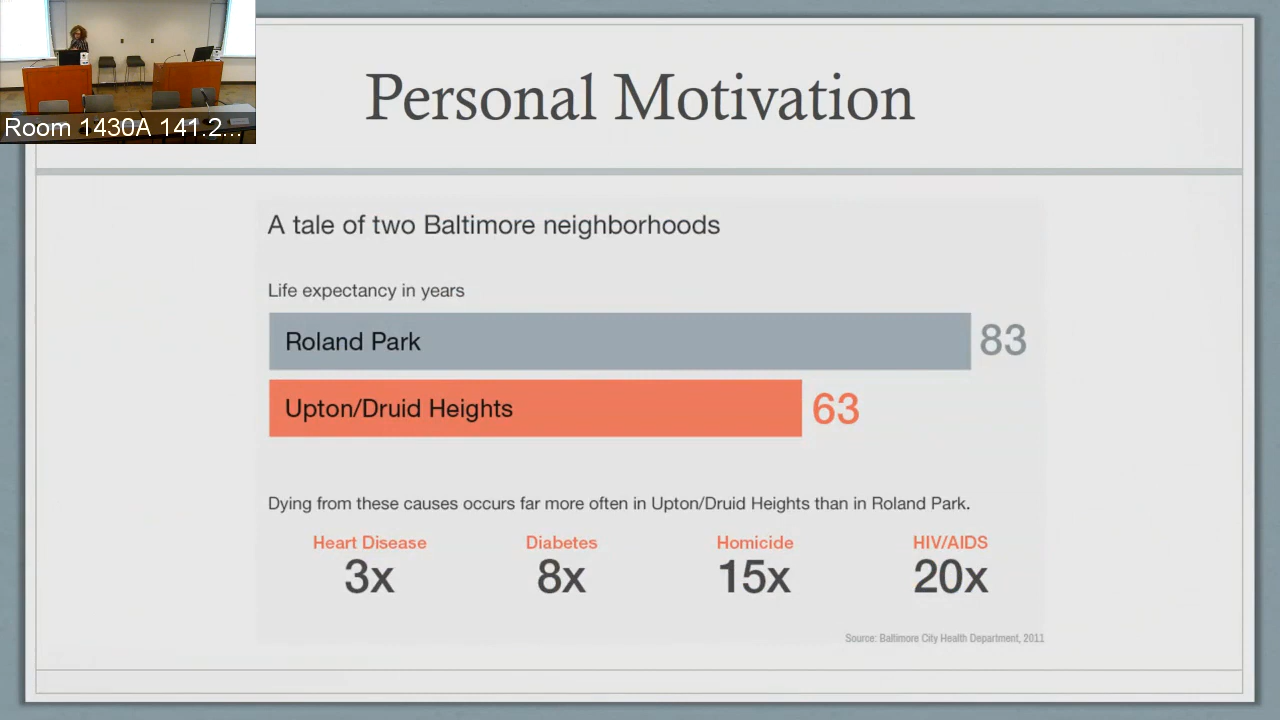 Room 1430A 141.2...
Personal Motivation
A tale of two Baltimore neighborhoods
Life expectancy in years
Roland Park 83
Upton/Druid Heights 63
Dying from these causes occurs far more often in Upton/Druid Heights than in Roland Park.
Heart Disease Diabetes Homicide HIV/AIDS
3x 8x 15x 20x
Source: Baltimore City Health Department, 2011